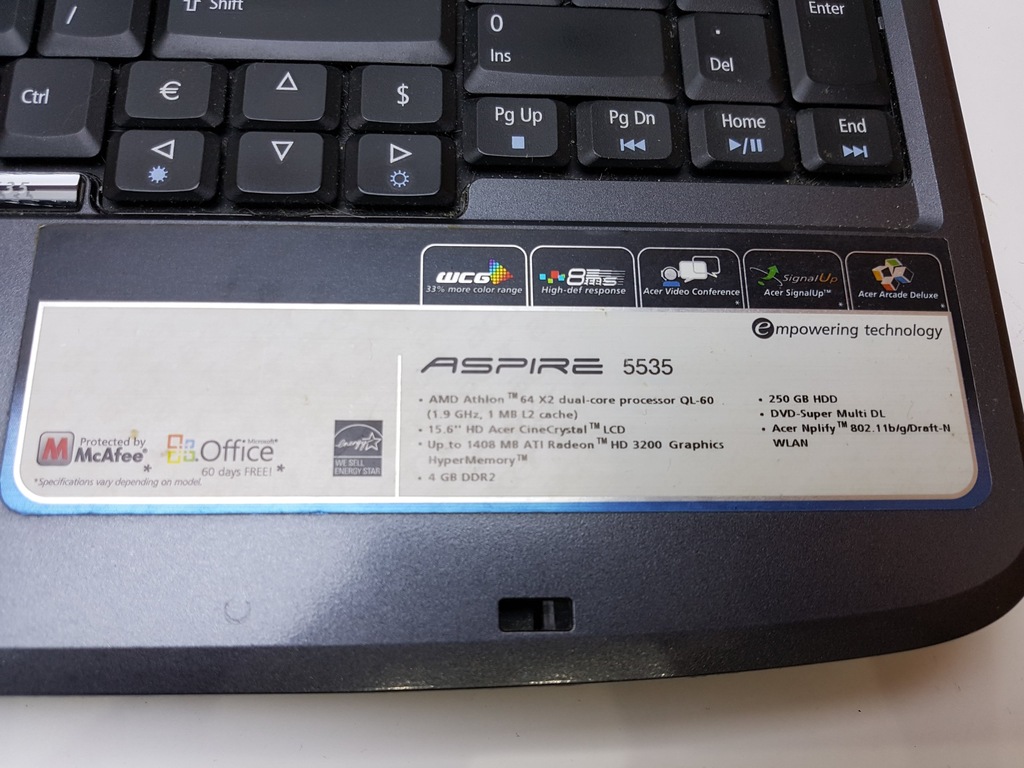 /
Shift
0
Ins
.
Del
Enter
Ctrl
€
$
Pg Up
Pg Dn
Home
End
WCG
33% more color range
8
High-def response
Acer Video Conference
*
SignalUp
Acer SignalUp™
*
Acer Arcade Deluxe
*
empowering technology
ASPIRE 5535
• AMD Athlon™ 64 X2 dual-core processor QL-60
(1.9 GHz, 1 MB L2 cache)
• 15.6" HD Acer CineCrystal™ LCD
• Up to 1408 MB ATI Radeon™ HD 3200 Graphics
HyperMemory™
• 4 GB DDR2
• 250 GB HDD
• DVD-Super Multi DL
• Acer Nplify™ 802.11b/g/Draft-N
WLAN
Protected by
McAfee®
*
Microsoft®
Office
60 days FREE! *
energy
WE SELL
ENERGY STAR
*Specifications vary depending on model.